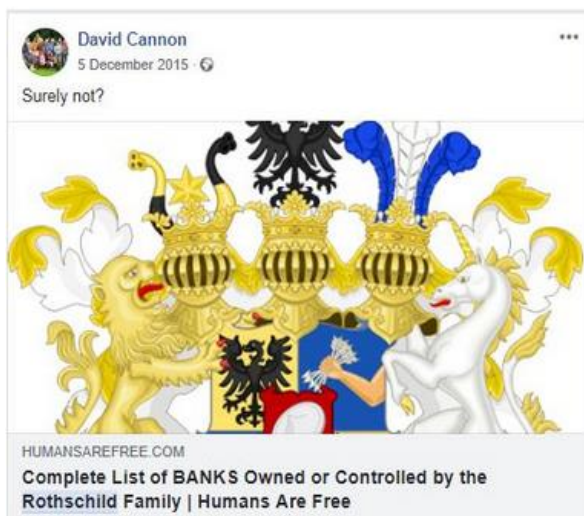 David Cannon
5 December 2015 ·
Surely not?
HUMANSAREFREE.COM
Complete List of BANKS Owned or Controlled by the
Rothschild Family | Humans Are Free